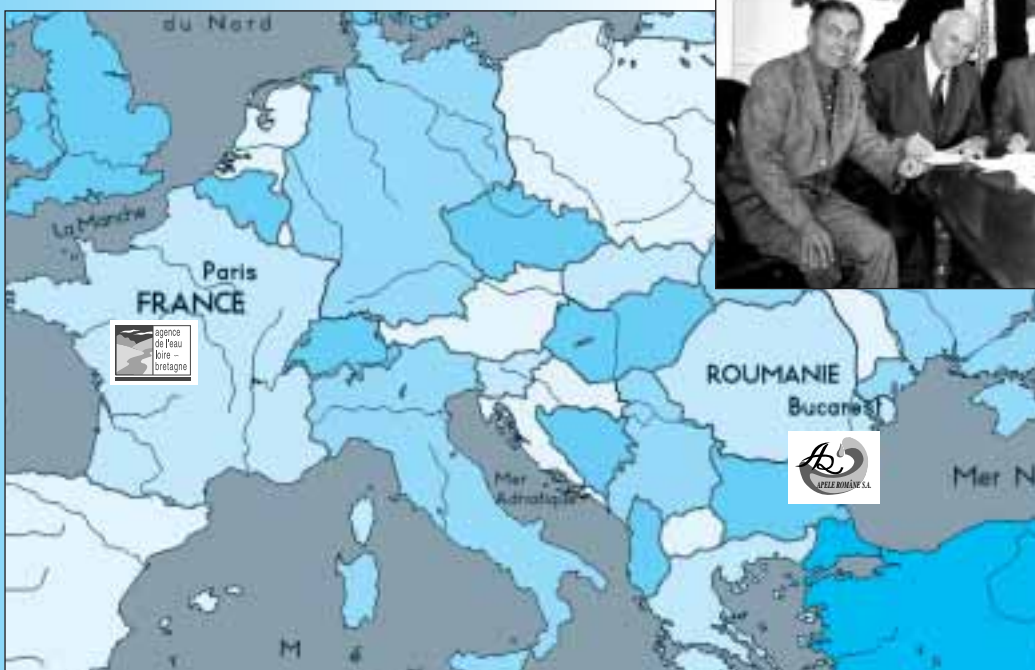 du Nord
La Manche
Paris
FRANCE
agence
de l'eau
loire –
bretagne
ROUMANIE
Bucarest
APELE ROMÂNE S.A.
Mer
Adriatique
Mer N
M é